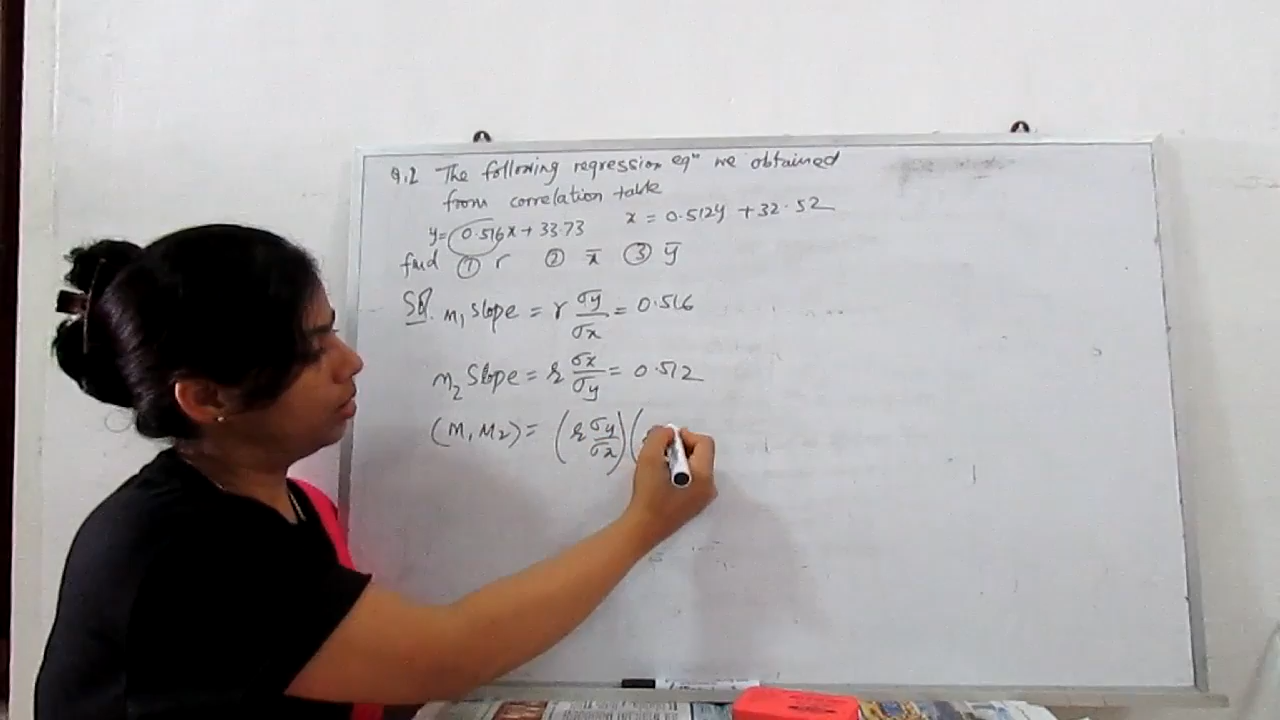 Q.2 The following regression eqⁿ we obtained
from correlation table
y= 0.516x + 33.73 x = 0.512y + 32.52
find ① r ② x̄ ③ ȳ
Sol. m₁ slope = r σy/σx = 0.516
m₂ slope = r σx/σy = 0.512
(m₁ m₂) = (r σy/σx) (